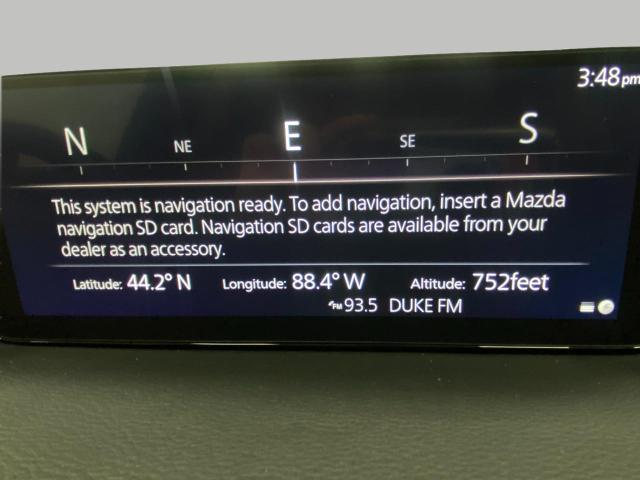 3:48pm
N NE E SE S
This system is navigation ready. To add navigation, insert a Mazda
navigation SD card. Navigation SD cards are available from your
dealer as an accessory.
Latitude: 44.2° N Longitude: 88.4° W Altitude: 752feet
FM 93.5 DUKE FM